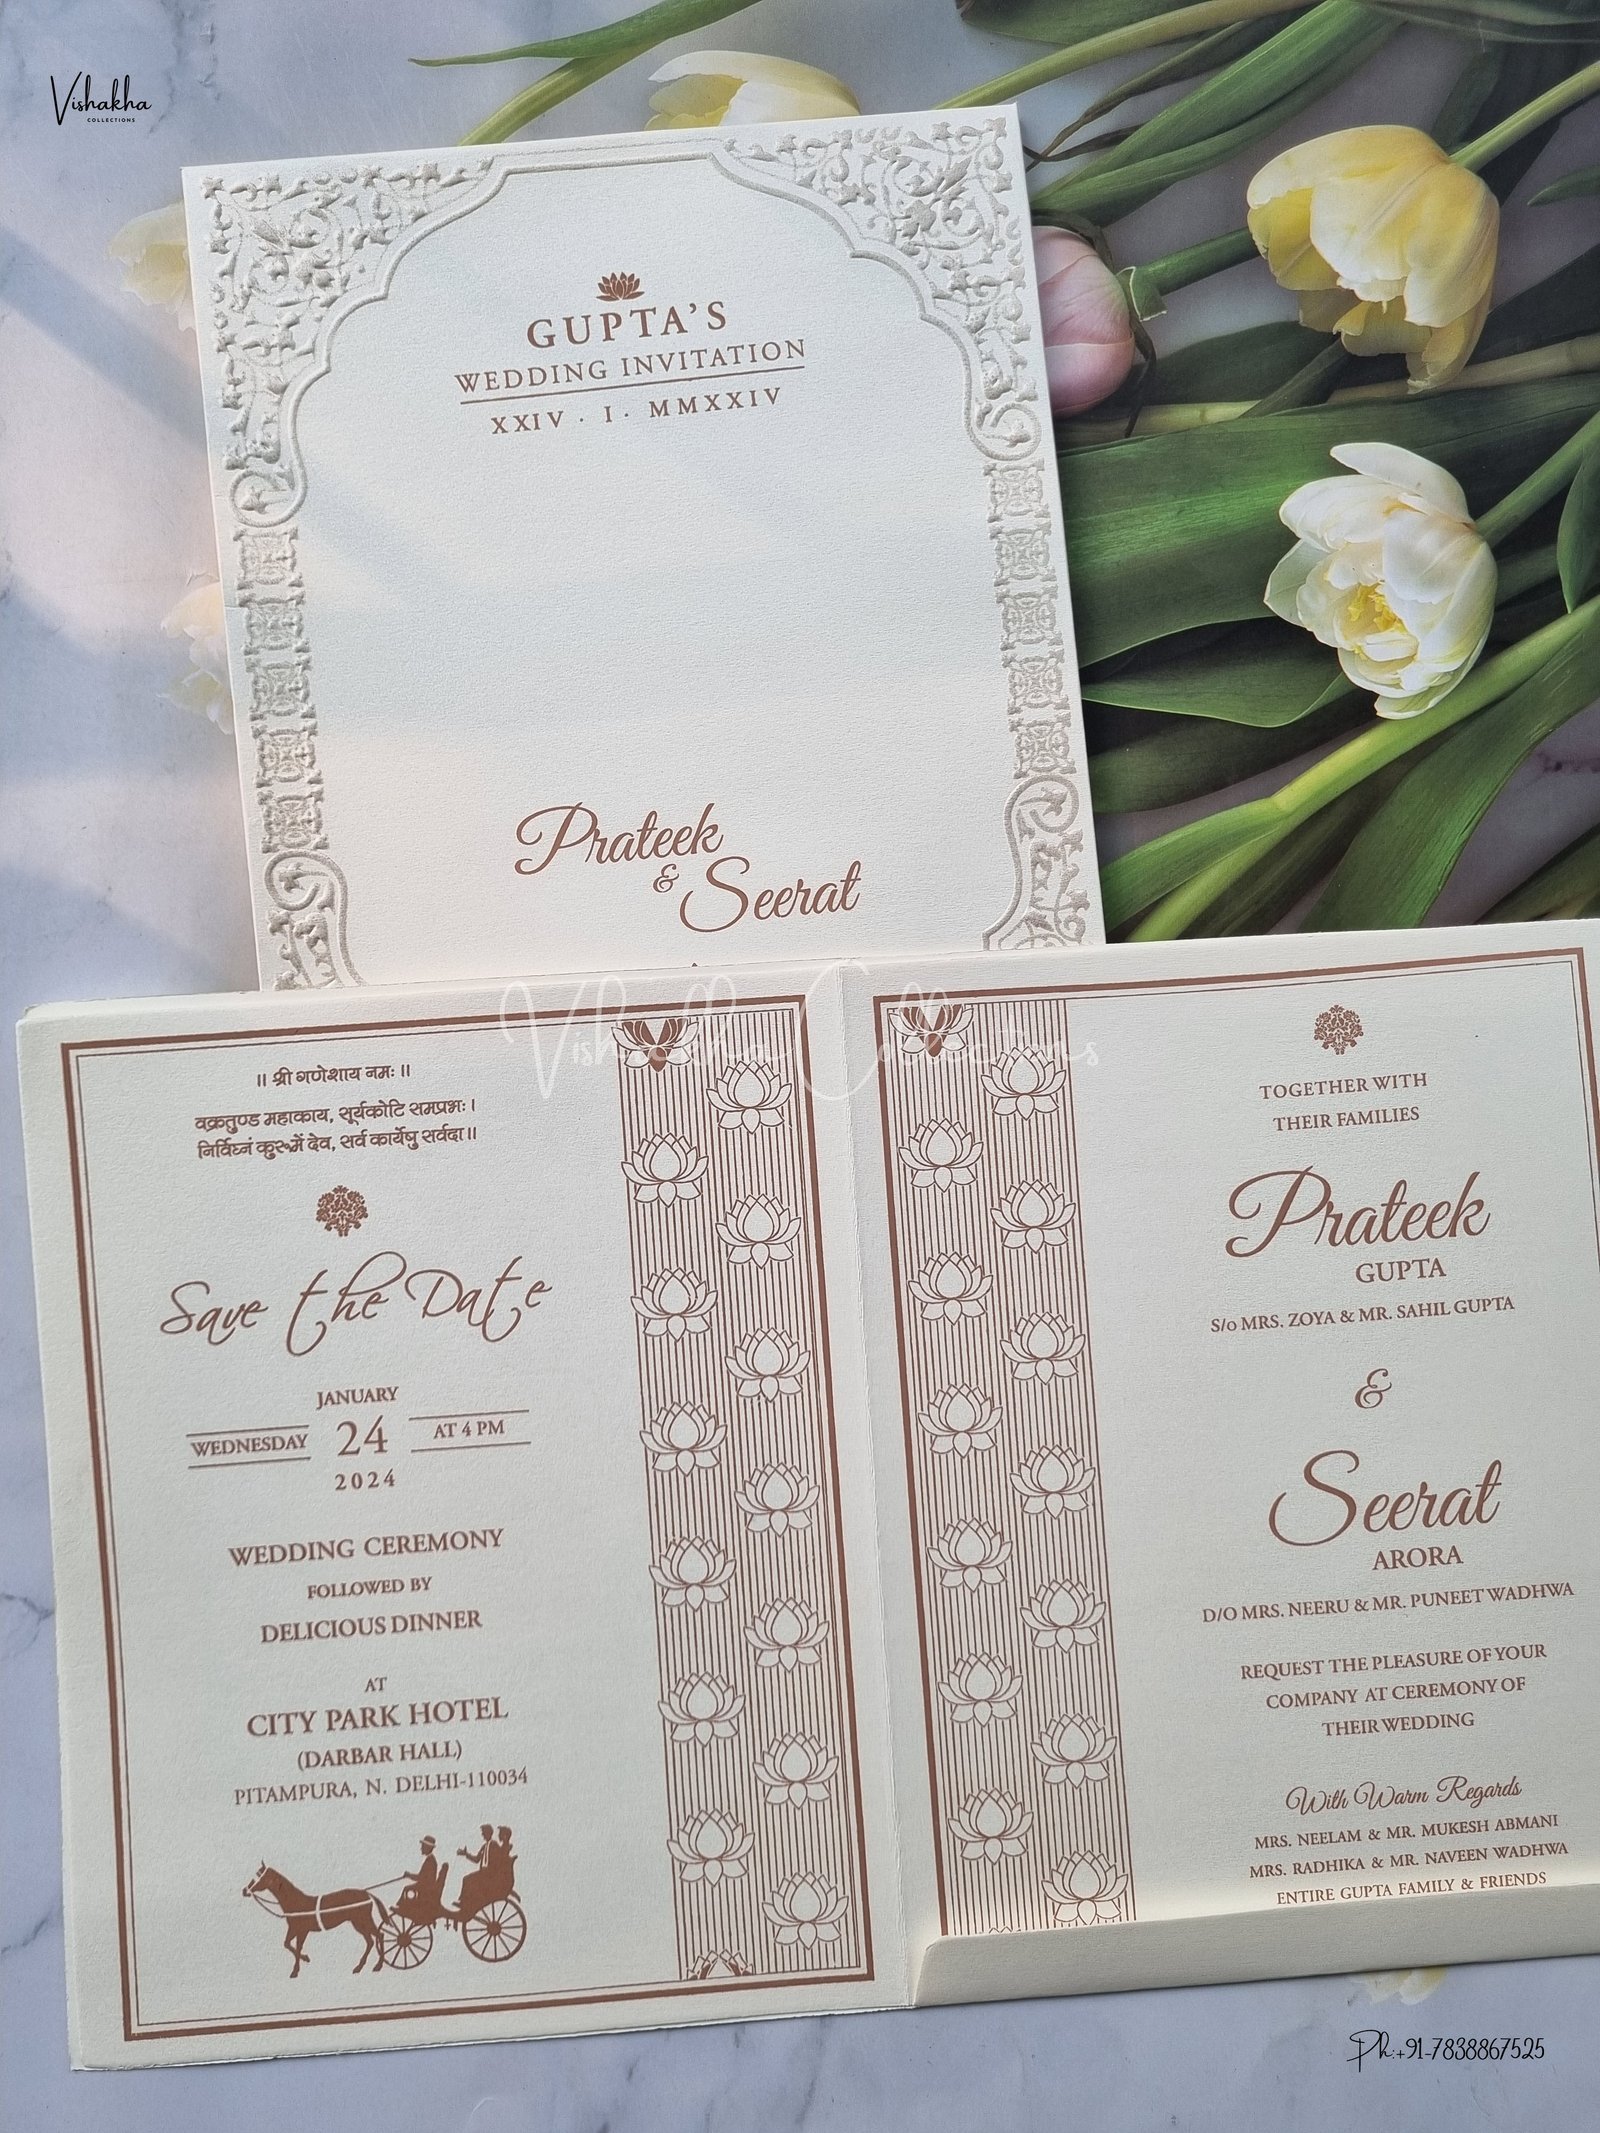 Vishakha
COLLECTIONS
GUPTA'S
WEDDING INVITATION
XXIV . I . MMXXIV
Prateek
&
Seerat
Vishakha Collections
॥ श्री गणेशाय नमः ॥
वक्रतुण्ड महाकाय, सूर्यकोटि समप्रभः ।
निर्विघ्नं कुरूमें देव, सर्व कार्येषु सर्वदा ॥
Save the Date
JANUARY
WEDNESDAY 24 AT 4 PM
2024
WEDDING CEREMONY
FOLLOWED BY
DELICIOUS DINNER
AT
CITY PARK HOTEL
(DARBAR HALL)
PITAMPURA, N. DELHI-110034
TOGETHER WITH
THEIR FAMILIES
Prateek
GUPTA
S/o MRS. ZOYA & MR. SAHIL GUPTA
&
Seerat
ARORA
D/O MRS. NEERU & MR. PUNEET WADHWA
REQUEST THE PLEASURE OF YOUR
COMPANY AT CEREMONY OF
THEIR WEDDING
With Warm Regards
MRS. NEELAM & MR. MUKESH ABMANI
MRS. RADHIKA & MR. NAVEEN WADHWA
ENTIRE GUPTA FAMILY & FRIENDS
Ph:+91-7838867525